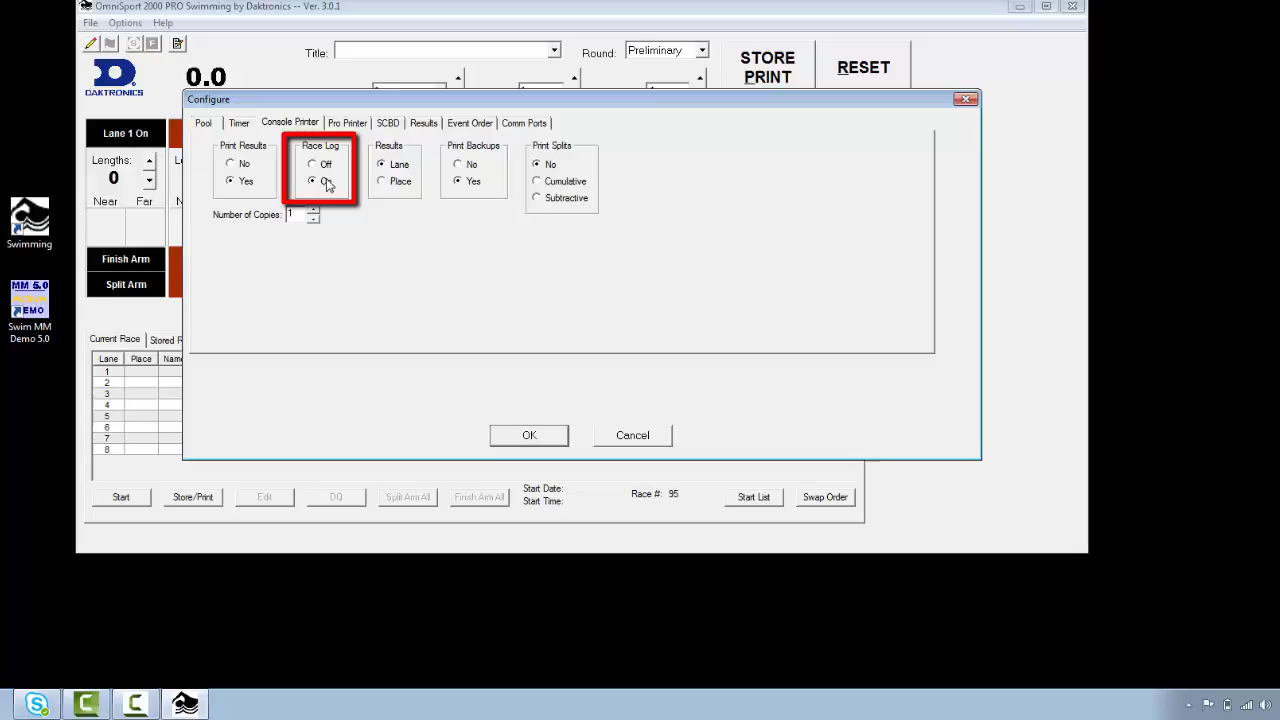 OmniSport 2000 PRO Swimming by Daktronics -- Ver. 3.0.1
File Options Help
Title:
Round: Preliminary
STORE
PRINT
RESET
DAKTRONICS
0.0
Configure
Pool Timer Console Printer Pro Printer SCBD Results Event Order Comm Ports
Print Results
No
Yes
Race Log
Off
Results
Lane
Place
Print Backups
No
Yes
Print Splits
No
Cumulative
Subtractive
Number of Copies: 1
OK
Cancel
Lane 1 On
Lengths:
0
Near Far
Finish Arm
Split Arm
Swimming
MM 5.0
EMO
Swim MM
Demo 5.0
Current Race Stored R
Lane Place Name
1
2
3
4
5
6
7
8
Start Store/Print Edit DQ Split Arm All Finish Arm All
Start Date:
Start Time:
Race #: 95
Start List Swap Order